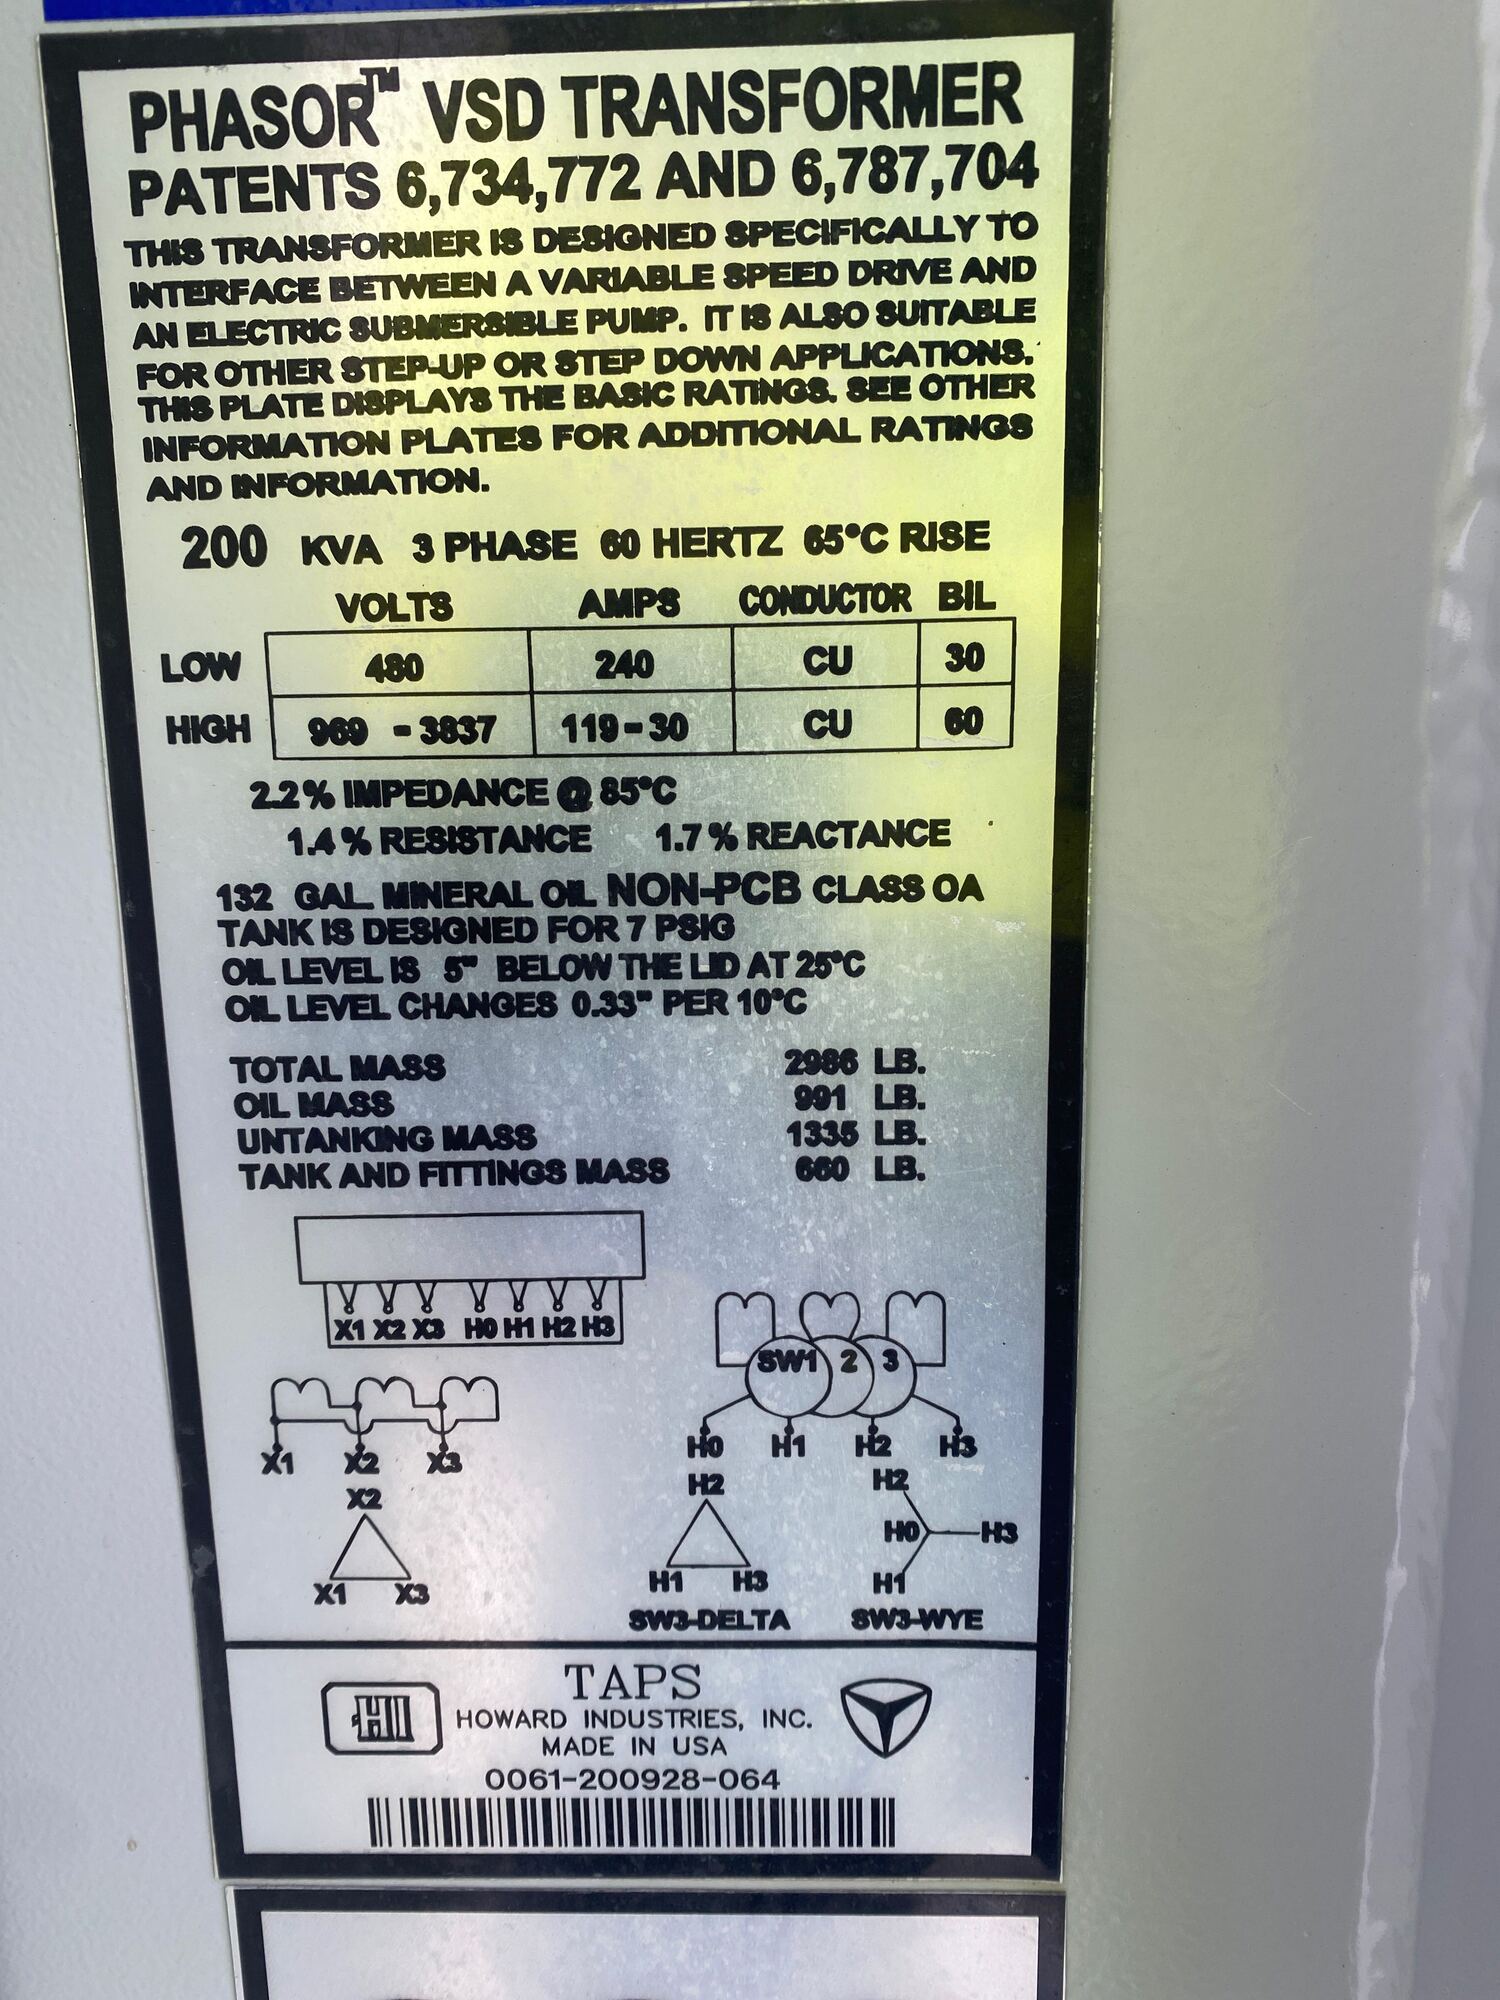 PHASOR™ VSD TRANSFORMER
PATENTS 6,734,772 AND 6,787,704
THIS TRANSFORMER IS DESIGNED SPECIFICALLY TO
INTERFACE BETWEEN A VARIABLE SPEED DRIVE AND
AN ELECTRIC SUBMERSIBLE PUMP. IT IS ALSO SUITABLE
FOR OTHER STEP-UP OR STEP DOWN APPLICATIONS.
THIS PLATE DISPLAYS THE BASIC RATINGS. SEE OTHER
INFORMATION PLATES FOR ADDITIONAL RATINGS
AND INFORMATION.
200 KVA 3 PHASE 60 HERTZ 65°C RISE
VOLTS AMPS CONDUCTOR BIL
LOW 480 240 CU 30
HIGH 969 - 3837 119 - 30 CU 60
2.2 % IMPEDANCE @ 85°C
1.4 % RESISTANCE 1.7 % REACTANCE
132 GAL. MINERAL OIL NON-PCB CLASS OA
TANK IS DESIGNED FOR 7 PSIG
OIL LEVEL IS 5" BELOW THE LID AT 25°C
OIL LEVEL CHANGES 0.33" PER 10°C
TOTAL MASS 2986 LB.
OIL MASS 991 LB.
UNTANKING MASS 1335 LB.
TANK AND FITTINGS MASS 660 LB.
X1 X2 X3 H0 H1 H2 H3
SW1 2 3
X1 X2 X3
H0 H1 H2 H3
X2
X1 X3
H2
H1 H3
SW3-DELTA
H2
H0 H3
H1
SW3-WYE
TAPS
HI
HOWARD INDUSTRIES, INC.
MADE IN USA
0061-200928-064